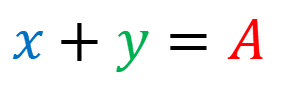 x + y = A